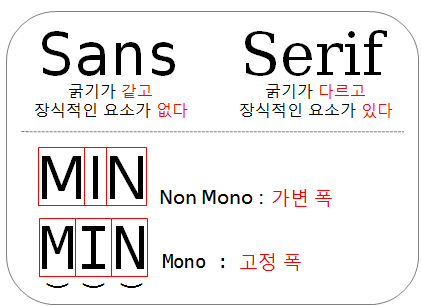 Sans
굵기가 같고
장식적인 요소가 없다
Serif
굵기가 다르고
장식적인 요소가 있다
MIN Non Mono : 가변 폭
MIN Mono : 고정 폭